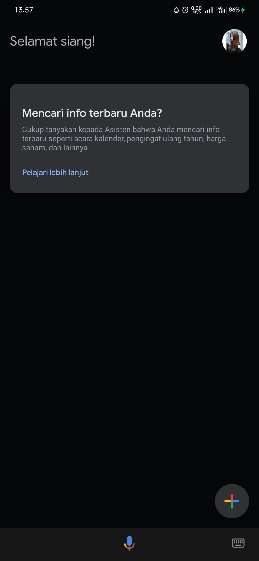 13.57
96%
Selamat siang!
Mencari info terbaru Anda?
Cukup tanyakan kepada Asisten bahwa Anda mencari info
terbaru seperti acara kalender, pengingat ulang tahun, harga
saham, dan lainnya
Pelajari lebih lanjut